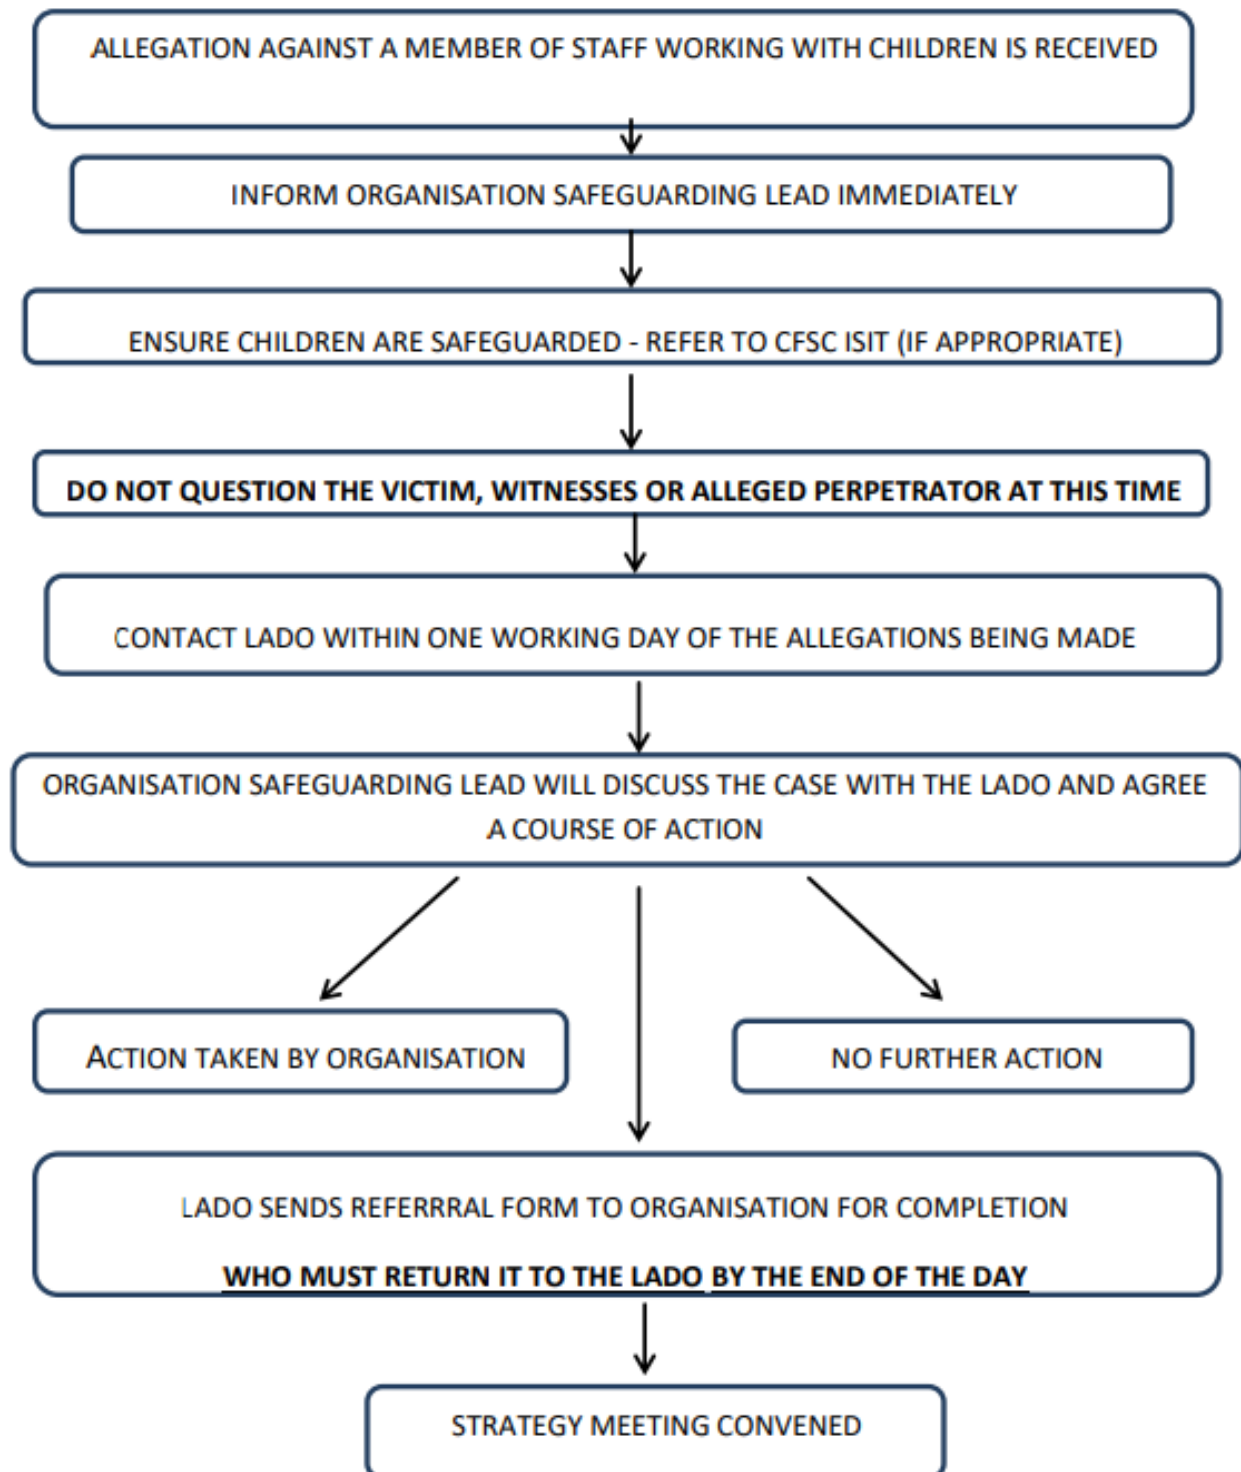 ALLEGATION AGAINST A MEMBER OF STAFF WORKING WITH CHILDREN IS RECEIVED
INFORM ORGANISATION SAFEGUARDING LEAD IMMEDIATELY
ENSURE CHILDREN ARE SAFEGUARDED - REFER TO CFSC ISIT (IF APPROPRIATE)
DO NOT QUESTION THE VICTIM, WITNESSES OR ALLEGED PERPETRATOR AT THIS TIME
CONTACT LADO WITHIN ONE WORKING DAY OF THE ALLEGATIONS BEING MADE
ORGANISATION SAFEGUARDING LEAD WILL DISCUSS THE CASE WITH THE LADO AND AGREE
A COURSE OF ACTION
ACTION TAKEN BY ORGANISATION
NO FURTHER ACTION
LADO SENDS REFERRRAL FORM TO ORGANISATION FOR COMPLETION
WHO MUST RETURN IT TO THE LADO BY THE END OF THE DAY
STRATEGY MEETING CONVENED